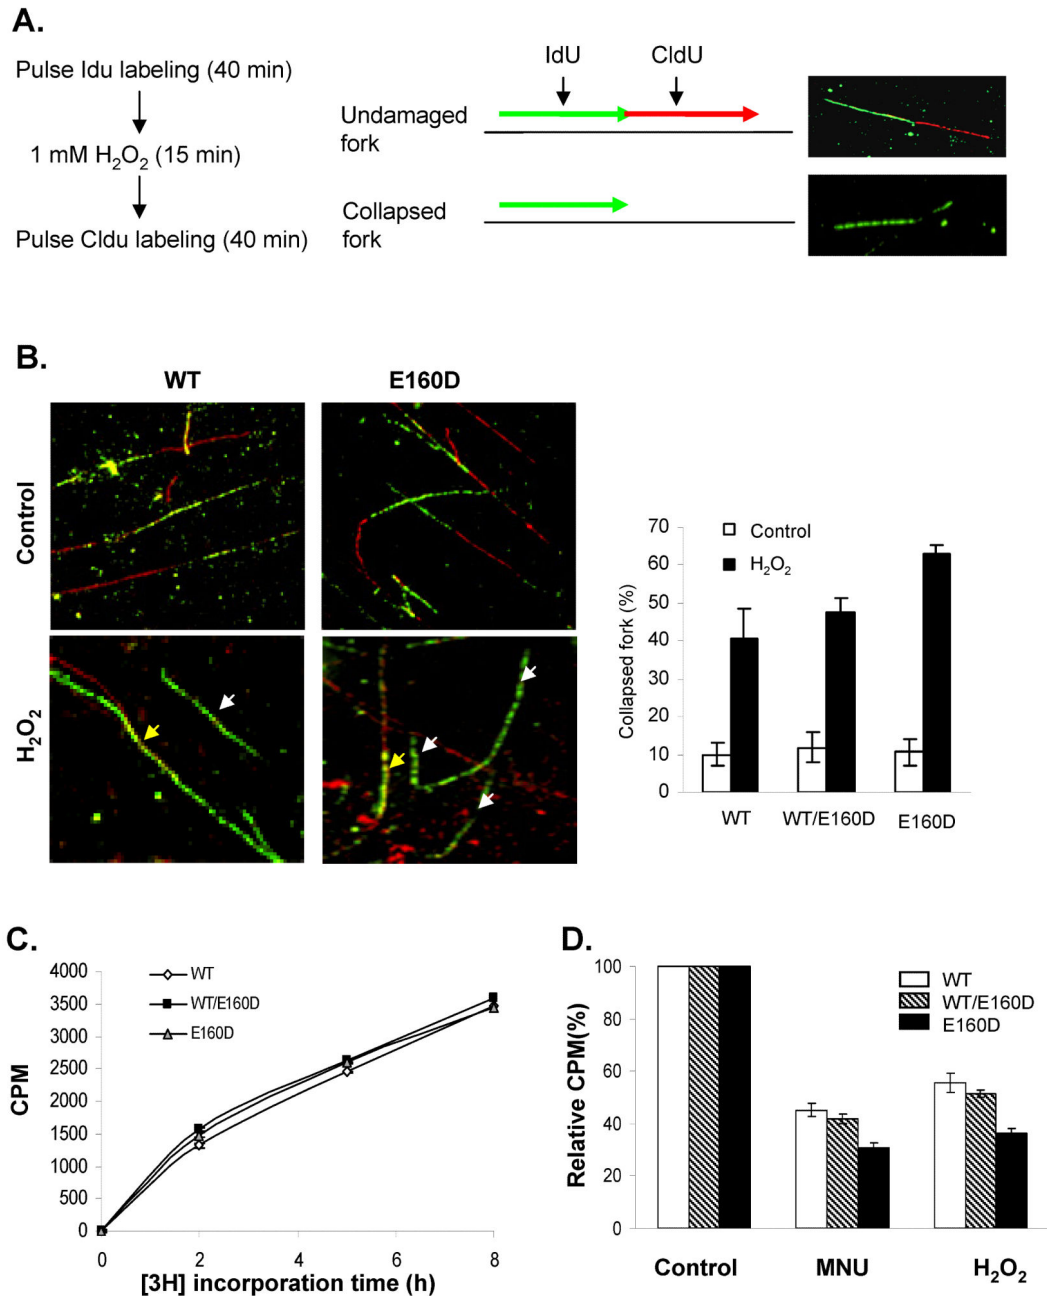 A.
Pulse Idu labeling (40 min)
1 mM H₂O₂ (15 min)
Pulse Cldu labeling (40 min)
IdU
CldU
Undamaged
fork
Collapsed
fork
B.
WT
E160D
Control
H₂O₂
Collapsed fork (%)
70
60
50
40
30
20
10
0
Control
H₂O₂
WT
WT/E160D
E160D
C.
CPM
4000
3500
3000
2500
2000
1500
1000
500
0
WT
WT/E160D
E160D
0 2 4 6 8
[3H] incorporation time (h)
D.
Relative CPM(%)
100
80
60
40
20
0
WT
WT/E160D
E160D
Control
MNU
H₂O₂